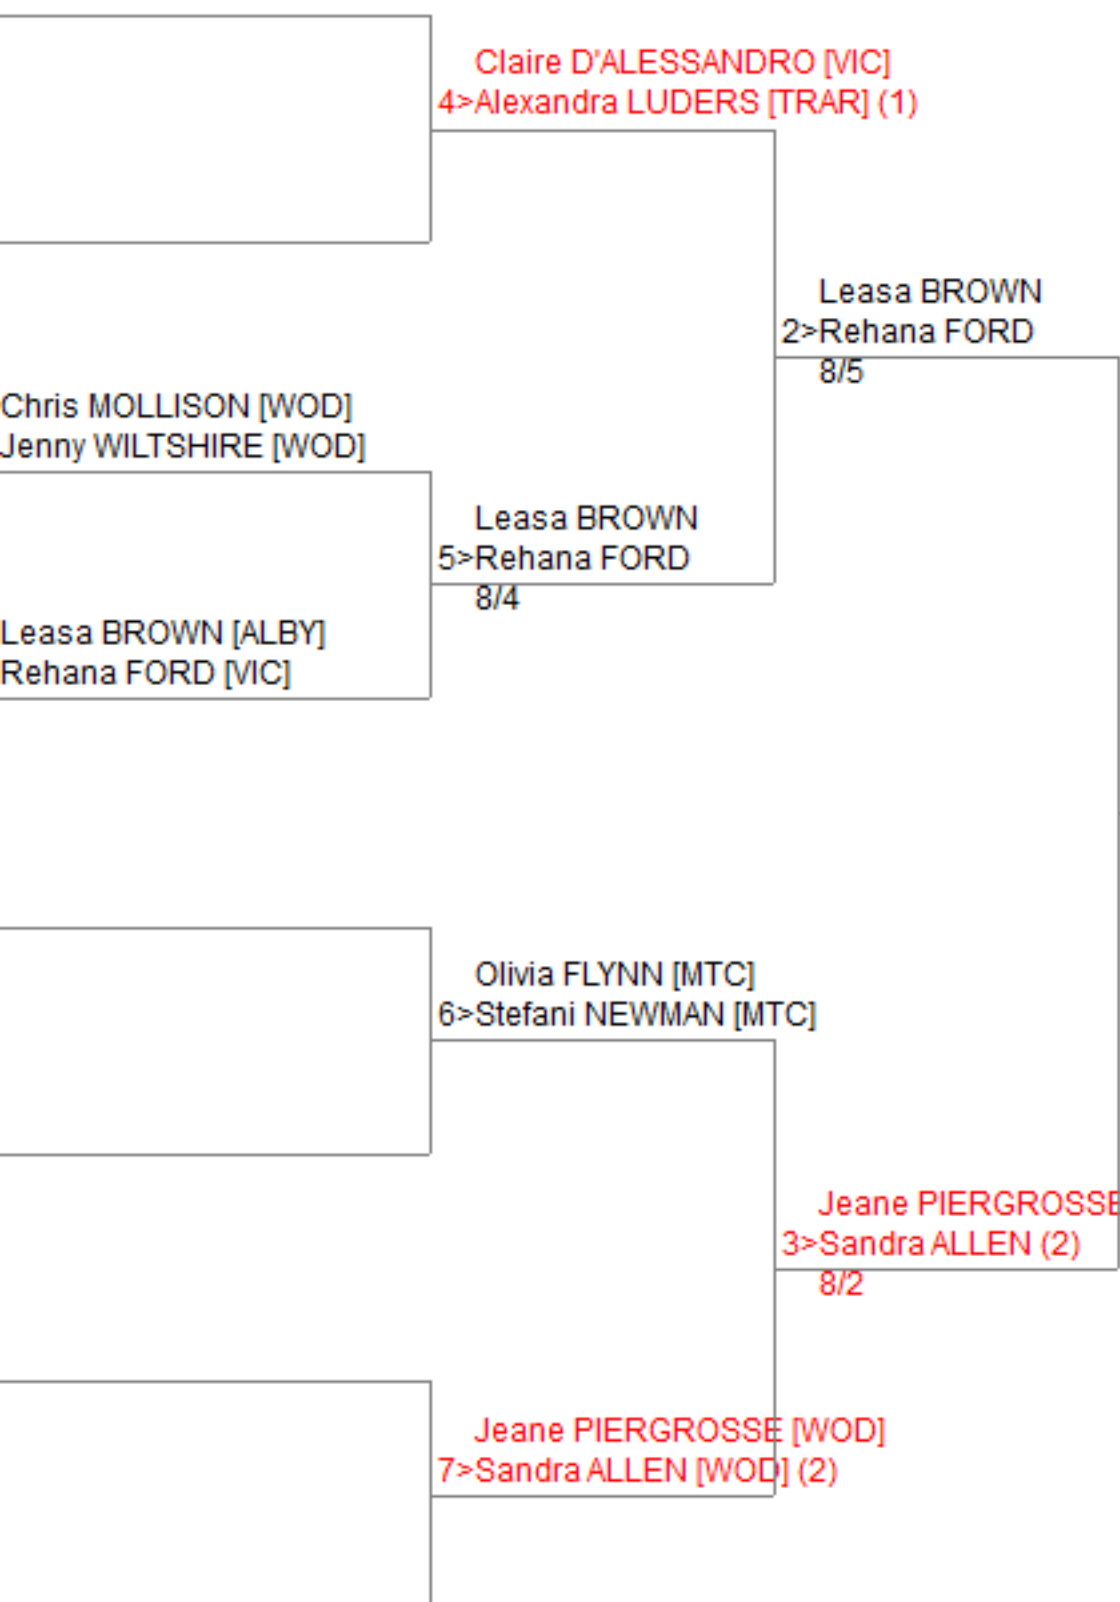 Claire D'ALESSANDRO [VIC]
4>Alexandra LUDERS [TRAR] (1)
Leasa BROWN
2>Rehana FORD
8/5
Chris MOLLISON [WOD]
Jenny WILTSHIRE [WOD]
Leasa BROWN
5>Rehana FORD
8/4
Leasa BROWN [ALBY]
Rehana FORD [VIC]
Olivia FLYNN [MTC]
6>Stefani NEWMAN [MTC]
Jeane PIERGROSSE
3>Sandra ALLEN (2)
8/2
Jeane PIERGROSSE [WOD]
7>Sandra ALLEN [WOD] (2)